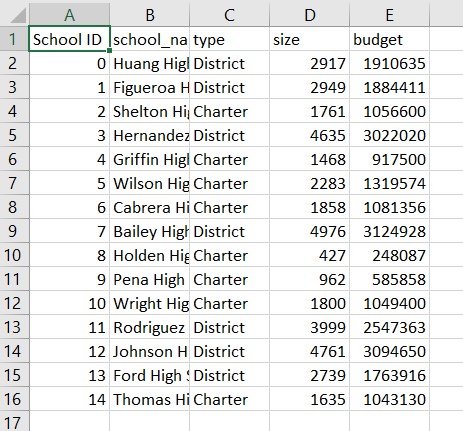 A B C D E
1 School ID school_na type size budget
2 0 Huang Higl District 2917 1910635
3 1 Figueroa H District 2949 1884411
4 2 Shelton Hi Charter 1761 1056600
5 3 Hernandez District 4635 3022020
6 4 Griffin Higl Charter 1468 917500
7 5 Wilson Hig Charter 2283 1319574
8 6 Cabrera Hi Charter 1858 1081356
9 7 Bailey High District 4976 3124928
10 8 Holden Hig Charter 427 248087
11 9 Pena High Charter 962 585858
12 10 Wright Hig Charter 1800 1049400
13 11 Rodriguez District 3999 2547363
14 12 Johnson H District 4761 3094650
15 13 Ford High S District 2739 1763916
16 14 Thomas Hi Charter 1635 1043130
17